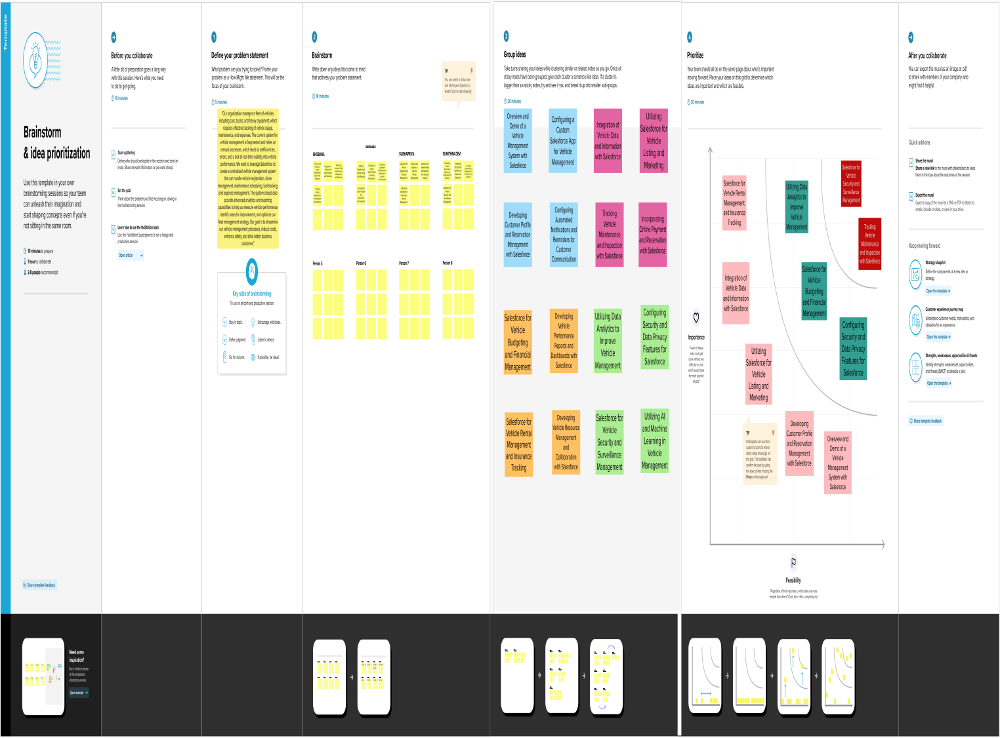 Template
Brainstorm
& idea prioritization
Use this template in your own
brainstorming sessions so your team
can unleash their imagination and
start shaping concepts even if you're
not sitting in the same room.
10 minutes to prepare
1 hour to collaborate
2-8 people recommended
Share template feedback
Need some
inspiration?
See a finished version
of this template to
kickstart your work.
Open example
Before you collaborate
A little bit of preparation goes a long way
with this session. Here's what you need
to do to get going.
10 minutes
A
Team gathering
Define who should participate in the session and send an
invite. Share relevant information or pre-work ahead.
B
Set the goal
Think about the problem you'll be focusing on solving in
the brainstorming session.
C
Learn how to use the facilitation tools
Use the Facilitation Superpowers to run a happy and
productive session.
Open article
1
Define your problem statement
What problem are you trying to solve? Frame your
problem as a How Might We statement. This will be the
focus of your brainstorm.
5 minutes
"Our organization manages a fleet of vehicles,
including cars, trucks, and heavy equipment, which
requires effective tracking of vehicle usage,
maintenance, and expenses. The current system for
vehicle management is fragmented and relies on
manual processes, which leads to inefficiencies,
errors, and a lack of real-time visibility into vehicle
performance. We want to leverage Salesforce to
create a centralized vehicle management system
that can handle vehicle registration, driver
management, maintenance scheduling, fuel tracking,
and expense management. The system should also
provide advanced analytics and reporting
capabilities to help us measure vehicle performance,
identify areas for improvement, and optimize our
fleet management strategy. Our goal is to streamline
our vehicle management processes, reduce costs,
enhance safety, and drive better business
outcomes."
Key rules of brainstorming
To run an smooth and productive session
Stay in topic.
Encourage wild ideas.
Defer judgment.
Listen to others.
Go for volume.
If possible, be visual.
2
Brainstorm
Write down any ideas that come to mind
that address your problem statement.
10 minutes
TIP
You can select a sticky note
and hit the pencil [switch to
sketch] icon to start drawing!
SHOBANA
SUBHAPRIYA
SUNITHRA DEVI
Person 5
Person 6
Person 7
Person 8
3
Group ideas
Take turns sharing your ideas while clustering similar or related notes as you go. Once all
sticky notes have been grouped, give each cluster a sentence-like label. If a cluster is
bigger than six sticky notes, try and see if you and break it up into smaller sub-groups.
20 minutes
Overview and
Demo of a
Vehicle
Management
System with
Salesforce
Configuring a
Custom
Salesforce App
for Vehicle
Management
Integration of
Vehicle Data
and Information
with Salesforce
Utilizing
Salesforce for
Vehicle
Listing and
Marketing
Developing
Customer Profile
and Reservation
Management
with Salesforce
Configuring
Automated
Notifications and
Reminders for
Customer
Communication
Tracking
Vehicle
Maintenance
and Inspection
with Salesforce
Incorporating
Online Payment
and Reservation
with Salesforce
Salesforce for
Vehicle
Budgeting
and Financial
Management
Developing
Vehicle
Performance
Reports and
Dashboards with
Salesforce
Utilizing Data
Analytics to
Improve
Vehicle
Management
Configuring
Security and
Data Privacy
Features for
Salesforce
Salesforce for
Vehicle Rental
Management
and Insurance
Tracking
Developing
Vehicle Resource
Management
and
Collaboration
with Salesforce
Salesforce for
Vehicle
Security and
Surveillance
Management
Utilizing AI
and Machine
Learning in
Vehicle
Management
4
Prioritize
Your team should all be on the same page about what's important
moving forward. Place your ideas on this grid to determine which
ideas are important and which are feasible.
20 minutes
Salesforce for
Vehicle
Security and
Surveillance
Management
Salesforce for
Vehicle Rental
Management
and Insurance
Tracking
Utilizing Data
Analytics to
Improve
Vehicle
Management
Tracking
Vehicle
Maintenance
and Inspection
with Salesforce
Integration of
Vehicle Data
and Information
with Salesforce
Salesforce for
Vehicle
Budgeting
and Financial
Management
Configuring
Security and
Data Privacy
Features for
Salesforce
Importance
If each of these
tasks could get
done without any
difficulty or cost,
which would have
the most positive
impact?
Utilizing
Salesforce for
Vehicle
Listing and
Marketing
Developing
Customer Profile
and Reservation
Management
with Salesforce
Overview and
Demo of a
Vehicle
Management
System with
Salesforce
TIP
Participants can use their
cursors to point at where
sticky notes should go on
the grid. The facilitator can
confirm the spot by using
the laser pointer holding the
H key on the keyboard.
Feasibility
Regardless of their importance, which tasks are more
feasible than others? (Cost, time, effort, complexity, etc.)
After you collaborate
You can export the mural as an image or pdf
to share with members of your company who
might find it helpful.
Quick add-ons
A
Share the mural
Share a view link to the mural with stakeholders to keep
them in the loop about the outcomes of the session.
B
Export the mural
Export a copy of the mural as a PNG or PDF to attach to
emails, include in slides, or save in your drive.
Keep moving forward
Strategy blueprint
Define the components of a new idea or
strategy.
Open the template
Customer experience journey map
Understand customer needs, motivations, and
obstacles for an experience.
Open the template
Strengths, weaknesses, opportunities & threats
Identify strengths, weaknesses, opportunities,
and threats (SWOT) to develop a plan.
Open the template
Share template feedback